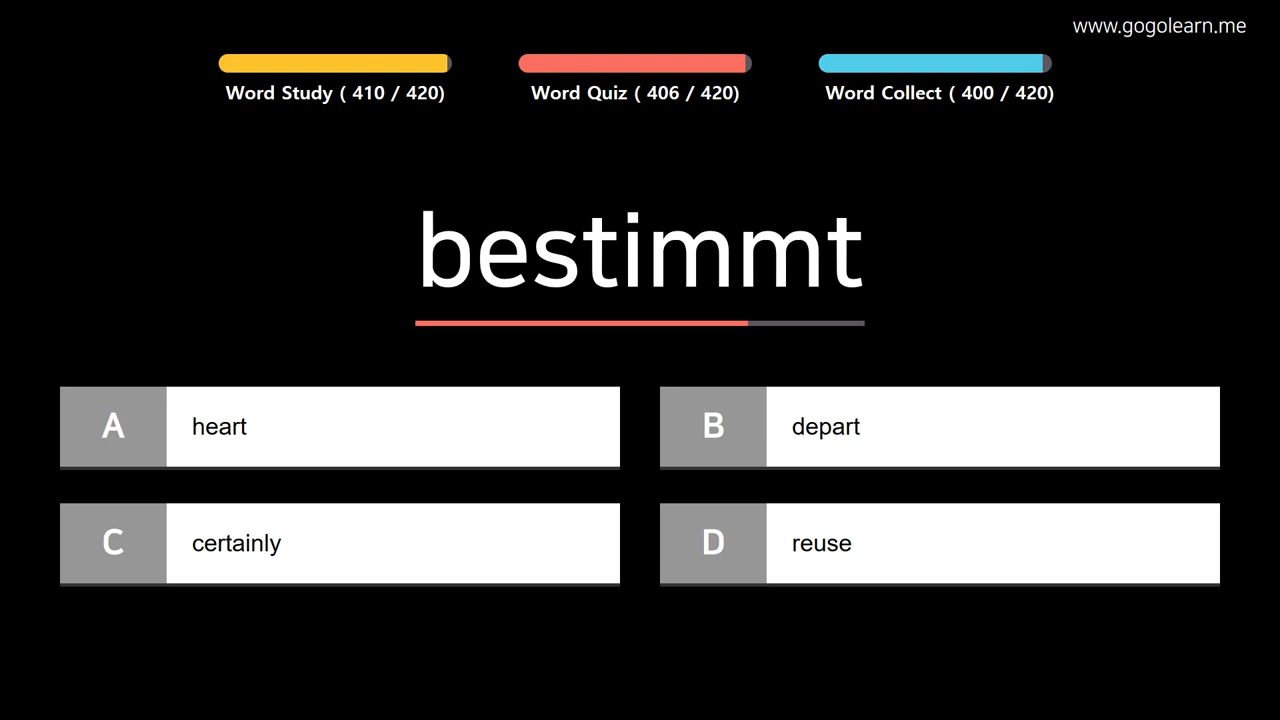 www.gogolearn.me
Word Study ( 410 / 420)
Word Quiz ( 406 / 420)
Word Collect ( 400 / 420)
bestimmt
A heart
B depart
C certainly
D reuse